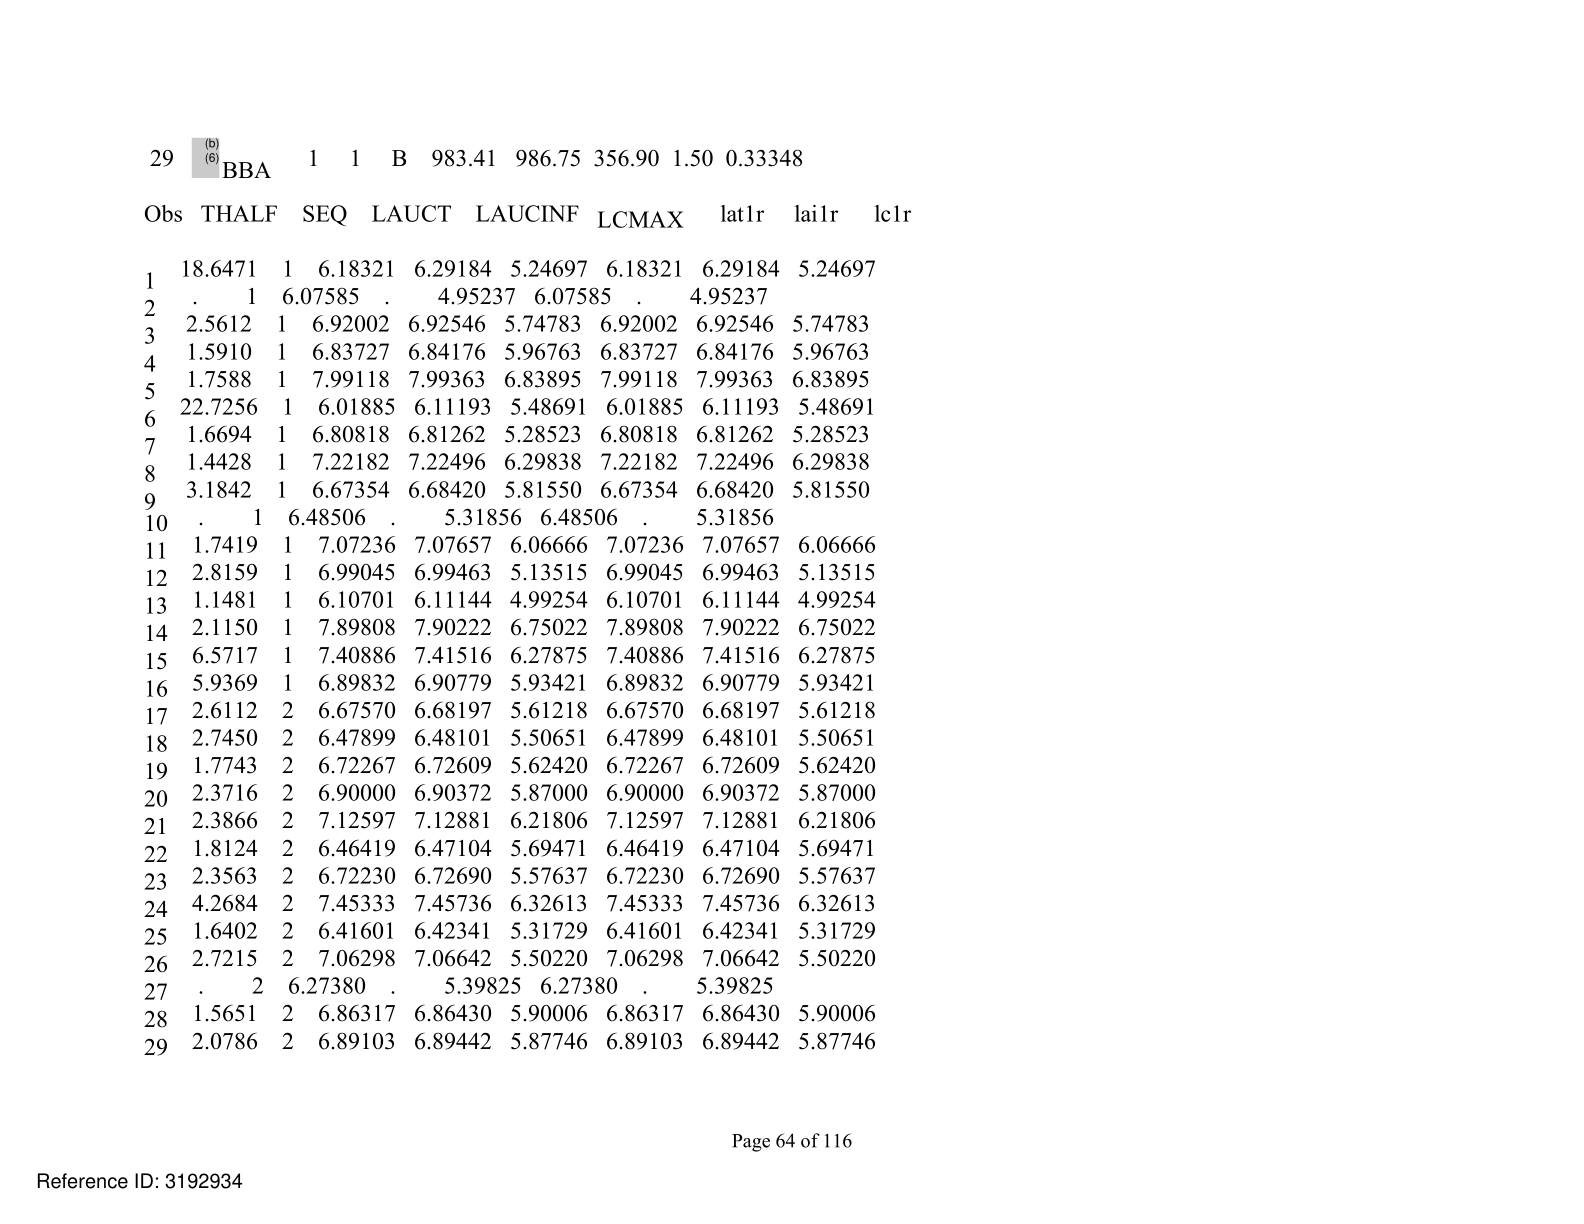 29 (b) (6) BBA 1 1 B 983.41 986.75 356.90 1.50 0.33348
Obs THALF SEQ LAUCT LAUCINF LCMAX lat1r lai1r lc1r
1 18.6471 1 6.18321 6.29184 5.24697 6.18321 6.29184 5.24697
2 . 1 6.07585 . 4.95237 6.07585 . 4.95237
3 2.5612 1 6.92002 6.92546 5.74783 6.92002 6.92546 5.74783
4 1.5910 1 6.83727 6.84176 5.96763 6.83727 6.84176 5.96763
5 1.7588 1 7.99118 7.99363 6.83895 7.99118 7.99363 6.83895
6 22.7256 1 6.01885 6.11193 5.48691 6.01885 6.11193 5.48691
7 1.6694 1 6.80818 6.81262 5.28523 6.80818 6.81262 5.28523
8 1.4428 1 7.22182 7.22496 6.29838 7.22182 7.22496 6.29838
9 3.1842 1 6.67354 6.68420 5.81550 6.67354 6.68420 5.81550
10 . 1 6.48506 . 5.31856 6.48506 . 5.31856
11 1.7419 1 7.07236 7.07657 6.06666 7.07236 7.07657 6.06666
12 2.8159 1 6.99045 6.99463 5.13515 6.99045 6.99463 5.13515
13 1.1481 1 6.10701 6.11144 4.99254 6.10701 6.11144 4.99254
14 2.1150 1 7.89808 7.90222 6.75022 7.89808 7.90222 6.75022
15 6.5717 1 7.40886 7.41516 6.27875 7.40886 7.41516 6.27875
16 5.9369 1 6.89832 6.90779 5.93421 6.89832 6.90779 5.93421
17 2.6112 2 6.67570 6.68197 5.61218 6.67570 6.68197 5.61218
18 2.7450 2 6.47899 6.48101 5.50651 6.47899 6.48101 5.50651
19 1.7743 2 6.72267 6.72609 5.62420 6.72267 6.72609 5.62420
20 2.3716 2 6.90000 6.90372 5.87000 6.90000 6.90372 5.87000
21 2.3866 2 7.12597 7.12881 6.21806 7.12597 7.12881 6.21806
22 1.8124 2 6.46419 6.47104 5.69471 6.46419 6.47104 5.69471
23 2.3563 2 6.72230 6.72690 5.57637 6.72230 6.72690 5.57637
24 4.2684 2 7.45333 7.45736 6.32613 7.45333 7.45736 6.32613
25 1.6402 2 6.41601 6.42341 5.31729 6.41601 6.42341 5.31729
26 2.7215 2 7.06298 7.06642 5.50220 7.06298 7.06642 5.50220
27 . 2 6.27380 . 5.39825 6.27380 . 5.39825
28 1.5651 2 6.86317 6.86430 5.90006 6.86317 6.86430 5.90006
29 2.0786 2 6.89103 6.89442 5.87746 6.89103 6.89442 5.87746
Page 64 of 116
Reference ID: 3192934